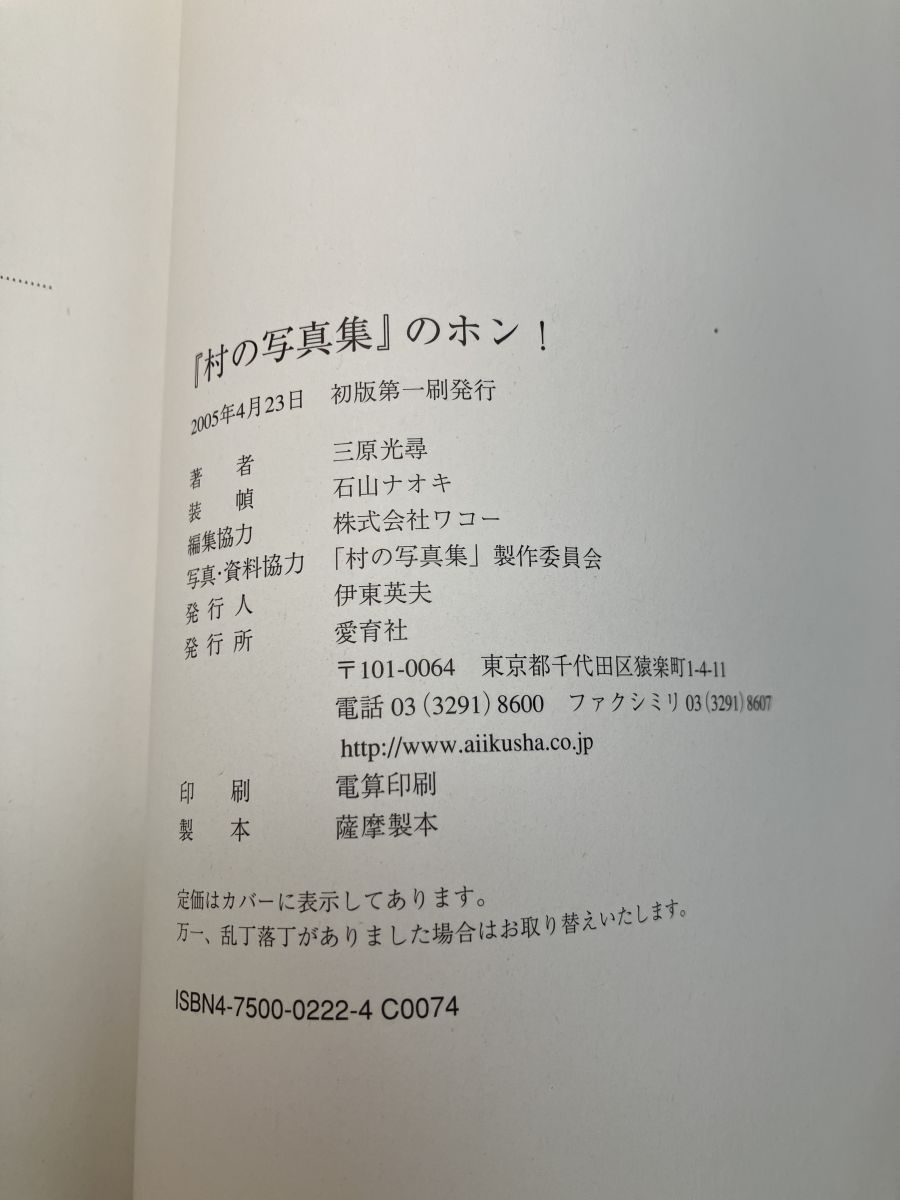 『村の写真集』のホン！
2005年4月23日　初版第一刷発行
著者　三原光尋
装幀　石山ナオキ
編集協力　株式会社ワコー
写真・資料協力　「村の写真集」製作委員会
発行人　伊東英夫
発行所　愛育社
〒101-0064　東京都千代田区猿楽町1-4-11
電話 03（3291）8600　ファクシミリ 03（3291）8607
http://www.aiikusha.co.jp
印刷　電算印刷
製本　薩摩製本
定価はカバーに表示してあります。
万一、乱丁落丁がありました場合はお取り替えいたします。
ISBN4-7500-0222-4 C0074